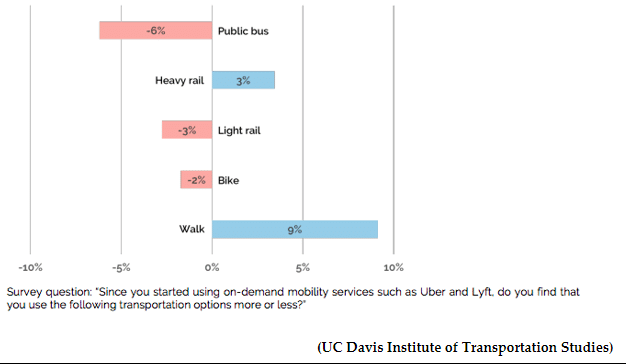 -6% Public bus
Heavy rail 3%
-3% Light rail
-2% Bike
Walk 9%
-10% -5% 0% 5% 10%
Survey question: "Since you started using on-demand mobility services such as Uber and Lyft, do you find that
you use the following transportation options more or less?"
(UC Davis Institute of Transportation Studies)